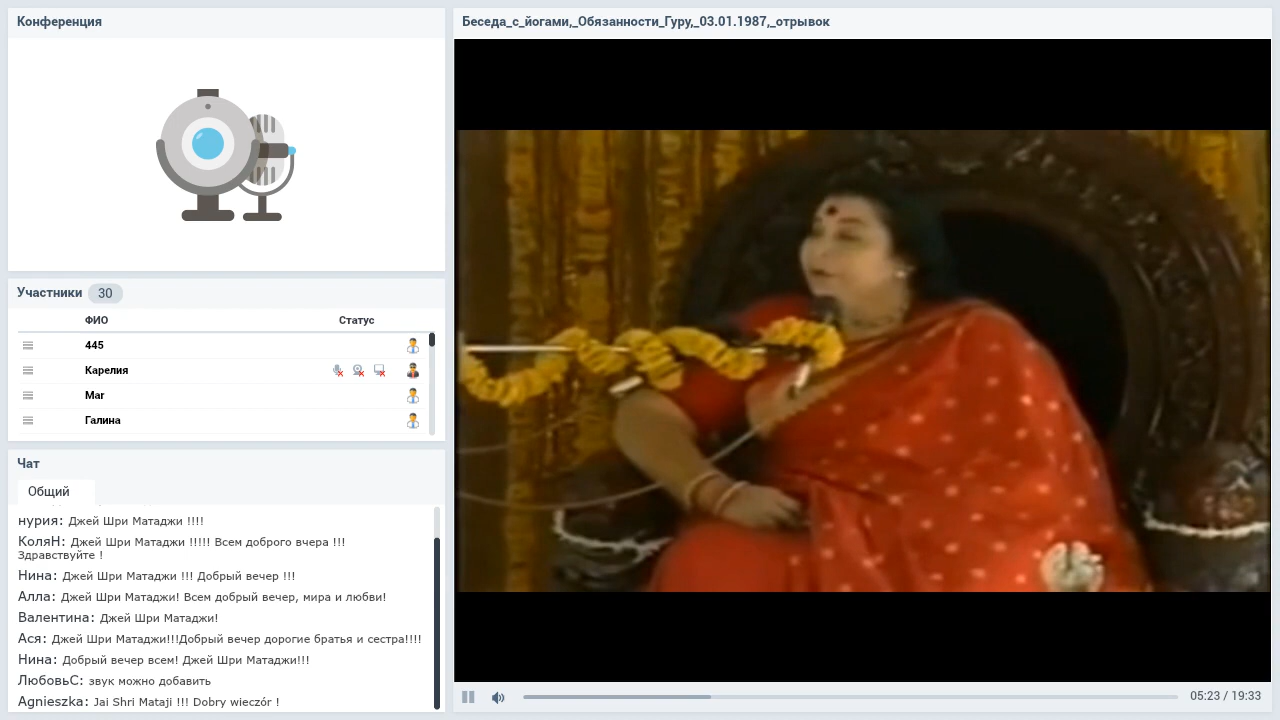 Конференция
Участники 30
ФИО Статус
445
Карелия
Mar
Галина
Чат
Общий
нурия: Джей Шри Матаджи !!!!
КоляН: Джей Шри Матаджи !!!!! Всем доброго вчера !!!
Здравствуйте !
Нина: Джей Шри Матаджи !!! Добрый вечер !!!
Алла: Джей Шри Матаджи! Всем добрый вечер, мира и любви!
Валентина: Джей Шри Матаджи!
Ася: Джей Шри Матаджи!!!Добрый вечер дорогие братья и сестра!!!!
Нина: Добрый вечер всем! Джей Шри Матаджи!!!
ЛюбовьС: звук можно добавить
Agnieszka: Jai Shri Mataji !!! Dobry wieczór !
Беседа_с_йогами,_Обязанности_Гуру,_03.01.1987,_отрывок
05:23 / 19:33